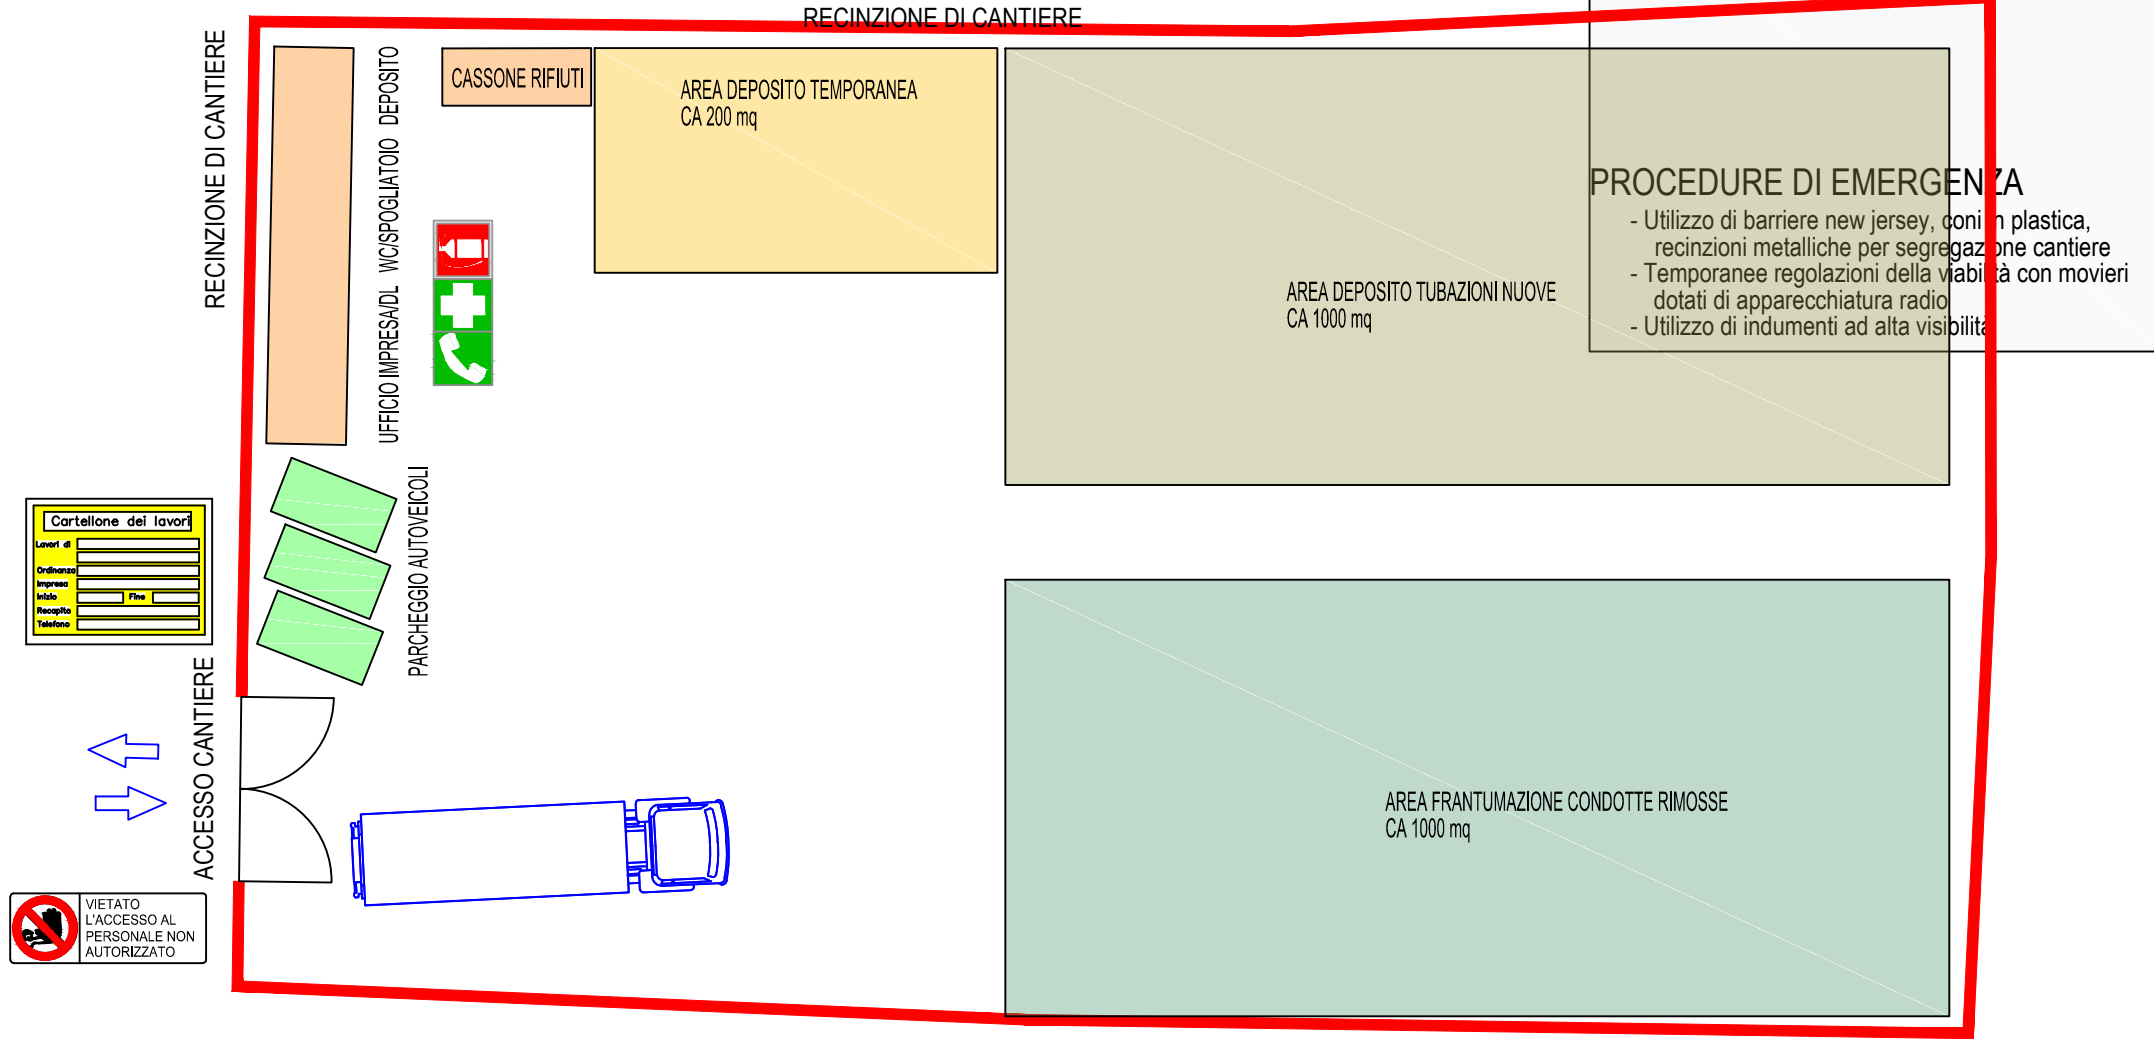 RECINZIONE DI CANTIERE
RECINZIONE DI CANTIERE
UFFICIO IMPRESA/DL WC/SPOGLIATOIO DEPOSITO
CASSONE RIFIUTI
AREA DEPOSITO TEMPORANEA
CA 200 mq
AREA DEPOSITO TUBAZIONI NUOVE
CA 1000 mq
PROCEDURE DI EMERGENZA
- Utilizzo di barriere new jersey, coni in plastica,
recinzioni metalliche per segregazione cantiere
- Temporanee regolazioni della viabilità con movieri
dotati di apparecchiatura radio
- Utilizzo di indumenti ad alta visibilità
PARCHEGGIO AUTOVEICOLI
Cartellone dei lavori
Lavori di
Ordinanza
Impresa
Inizio Fine
Recapito
Telefono
ACCESSO CANTIERE
AREA FRANTUMAZIONE CONDOTTE RIMOSSE
CA 1000 mq
VIETATO
L'ACCESSO AL
PERSONALE NON
AUTORIZZATO